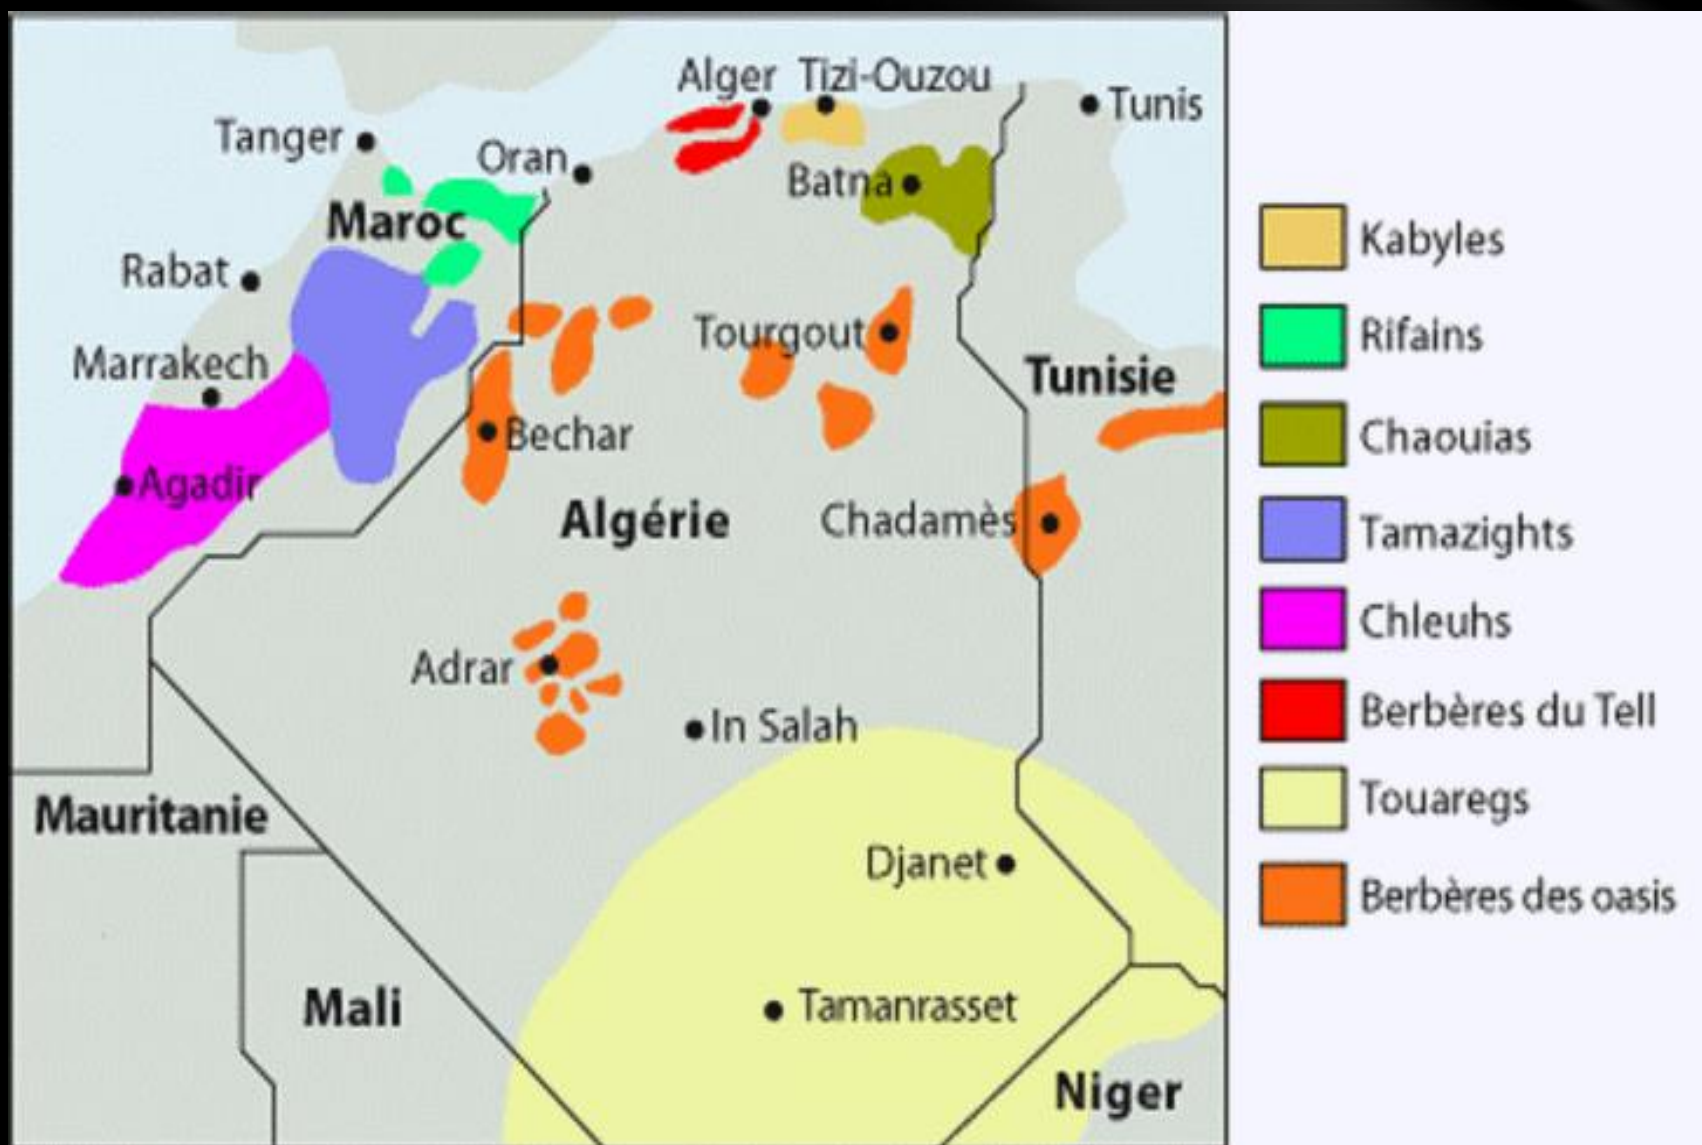 Alger
Tizi-Ouzou
Tunis
Tanger
Oran
Batna
Maroc
Rabat
Tourgout
Marrakech
Tunisie
Bechar
Agadir
Algérie
Chadamès
Adrar
In Salah
Mauritanie
Djanet
Mali
Tamanrasset
Niger
Kabyles
Rifains
Chaouias
Tamazights
Chleuhs
Berbères du Tell
Touaregs
Berbères des oasis